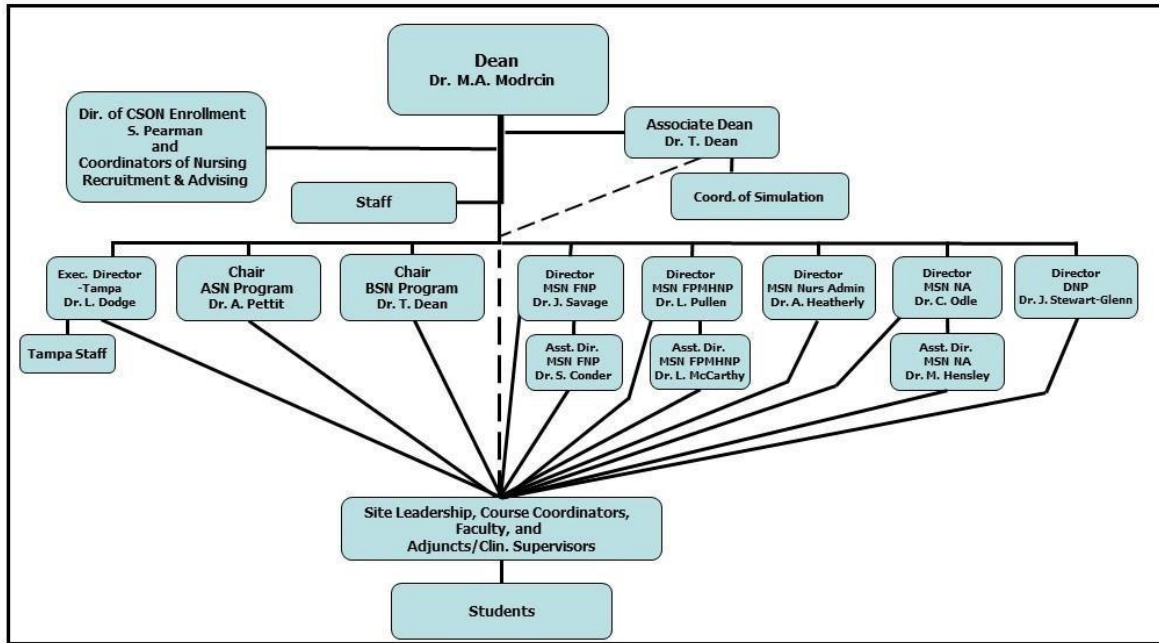 Dean
Dr. M.A. Modrcin
Dir. of CSON Enrollment
S. Pearman
and
Coordinators of Nursing
Recruitment & Advising
Associate Dean
Dr. T. Dean
Staff
Coord. of Simulation
Exec. Director
-Tampa
Dr. L. Dodge
Chair
ASN Program
Dr. A. Pettit
Chair
BSN Program
Dr. T. Dean
Director
MSN FNP
Dr. J. Savage
Director
MSN FPMHNP
Dr. L. Pullen
Director
MSN Nurs Admin
Dr. A. Heatherly
Director
MSN NA
Dr. C. Odle
Director
DNP
Dr. J. Stewart-Glenn
Tampa Staff
Asst. Dir.
MSN FNP
Dr. S. Conder
Asst. Dir.
MSN FPMHNP
Dr. L. McCarthy
Asst. Dir.
MSN NA
Dr. M. Hensley
Site Leadership, Course Coordinators,
Faculty, and
Adjuncts/Clin. Supervisors
Students